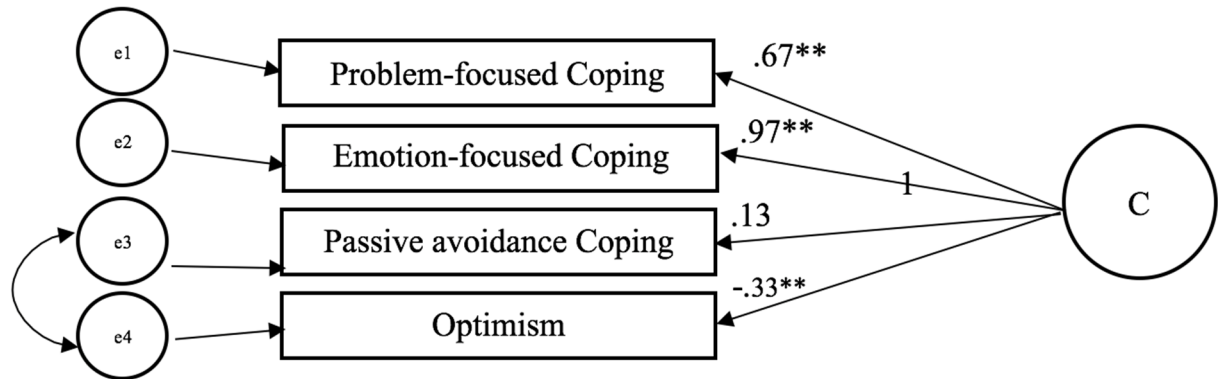 e1
Problem-focused Coping
.67**
e2
Emotion-focused Coping
.97**
1
C
e3
Passive avoidance Coping
.13
e4
Optimism
-.33**